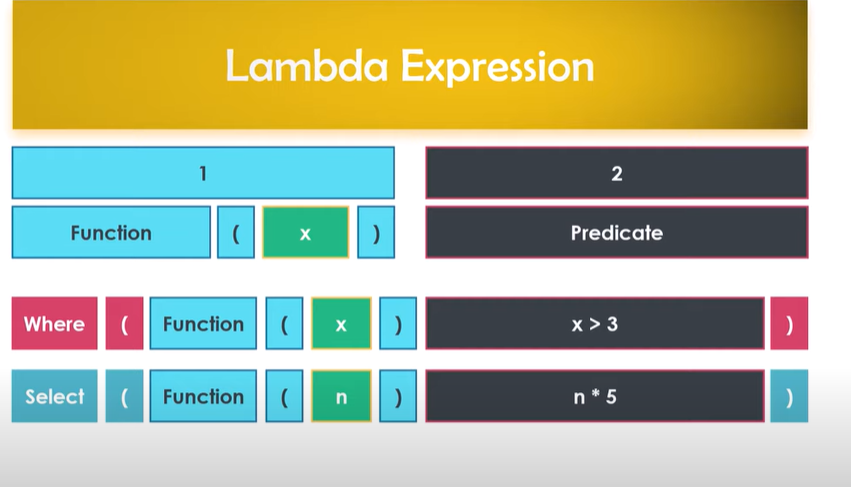 Lambda Expression
1 2
Function ( x ) Predicate
Where ( Function ( x ) x > 3 )
Select ( Function ( n ) n * 5 )